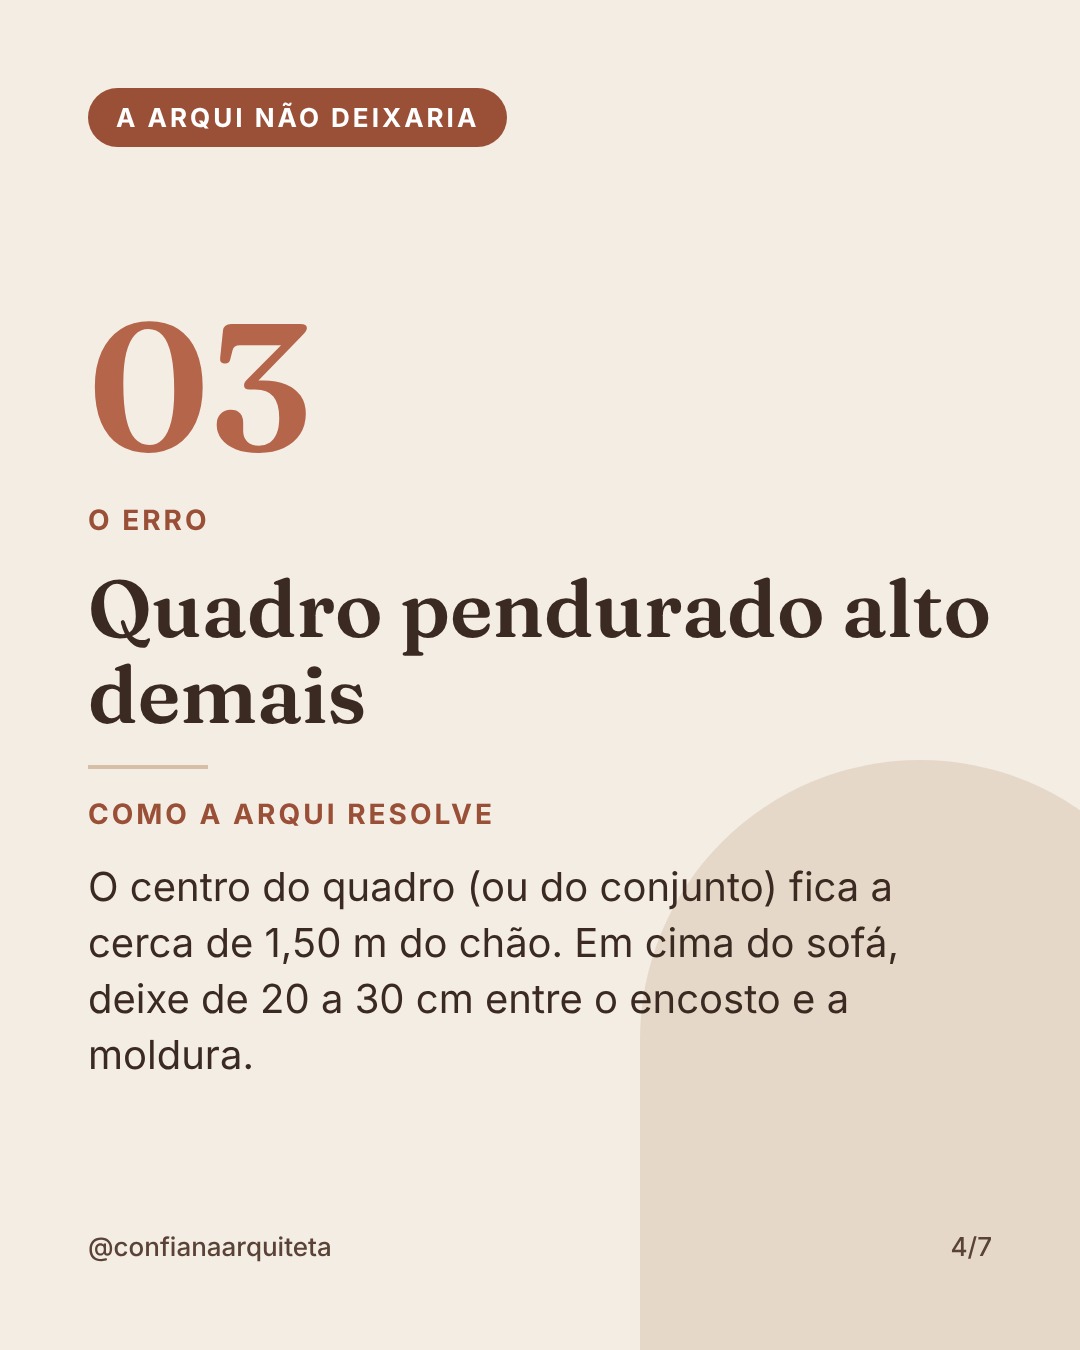 A ARQUI NÃO DEIXARIA
03
O ERRO
Quadro pendurado alto
demais
COMO A ARQUI RESOLVE
O centro do quadro (ou do conjunto) fica a
cerca de 1,50 m do chão. Em cima do sofá,
deixe de 20 a 30 cm entre o encosto e a
moldura.
@confianaarquiteta
4/7